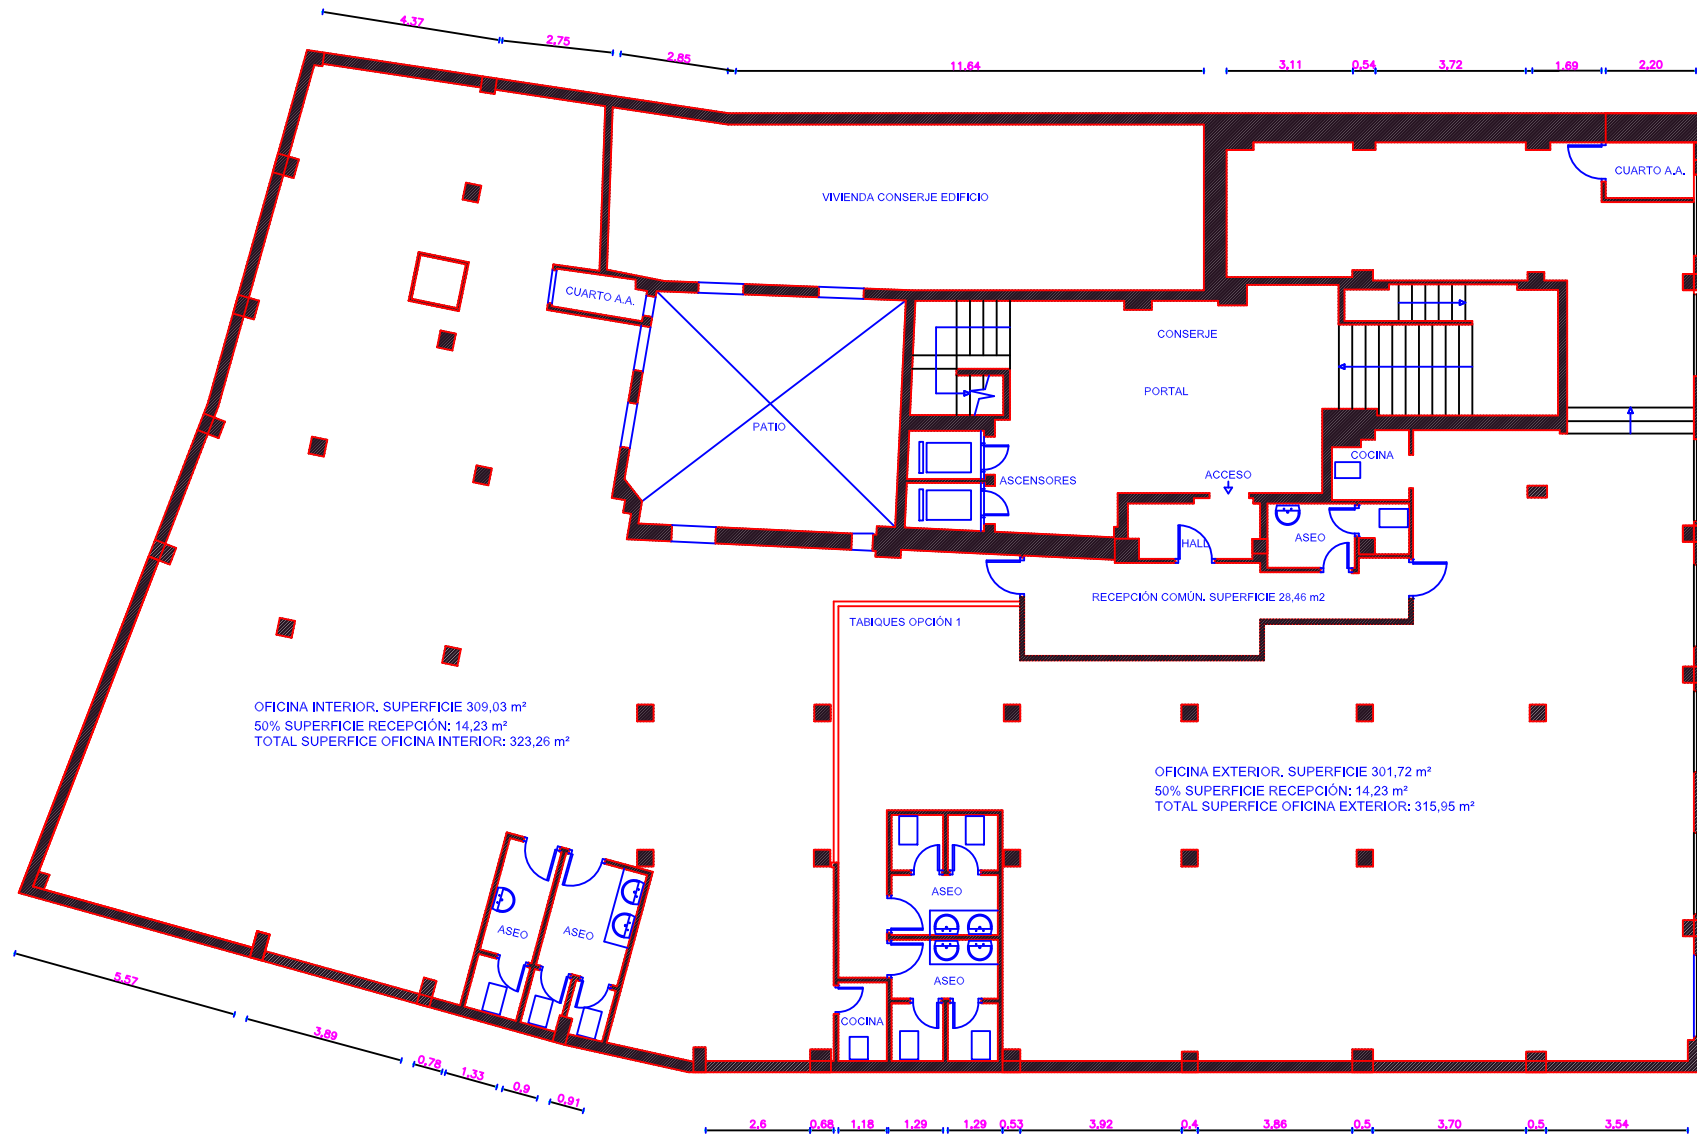 4,37
2,75
2,85
11,64
3,11
0,54
3,72
1,69
2,20
CUARTO A.A.
VIVIENDA CONSERJE EDIFICIO
CUARTO A.A.
CONSERJE
PORTAL
PATIO
COCINA
ASCENSORES
ACCESO
ASEO
HALL
RECEPCIÓN COMÚN. SUPERFICIE 28,46 m2
TABIQUES OPCIÓN 1
OFICINA INTERIOR. SUPERFICIE 309,03 m²
50% SUPERFICIE RECEPCIÓN: 14,23 m²
TOTAL SUPERFICE OFICINA INTERIOR: 323,26 m²
OFICINA EXTERIOR. SUPERFICIE 301,72 m²
50% SUPERFICIE RECEPCIÓN: 14,23 m²
TOTAL SUPERFICE OFICINA EXTERIOR: 315,95 m²
ASEO
ASEO
ASEO
ASEO
COCINA
5,57
3,89
0,78
1,33
0,9
0,91
2,6
0,68
1,18
1,29
1,29
0,53
3,92
0,4
3,86
0,5
3,70
0,5
3,54